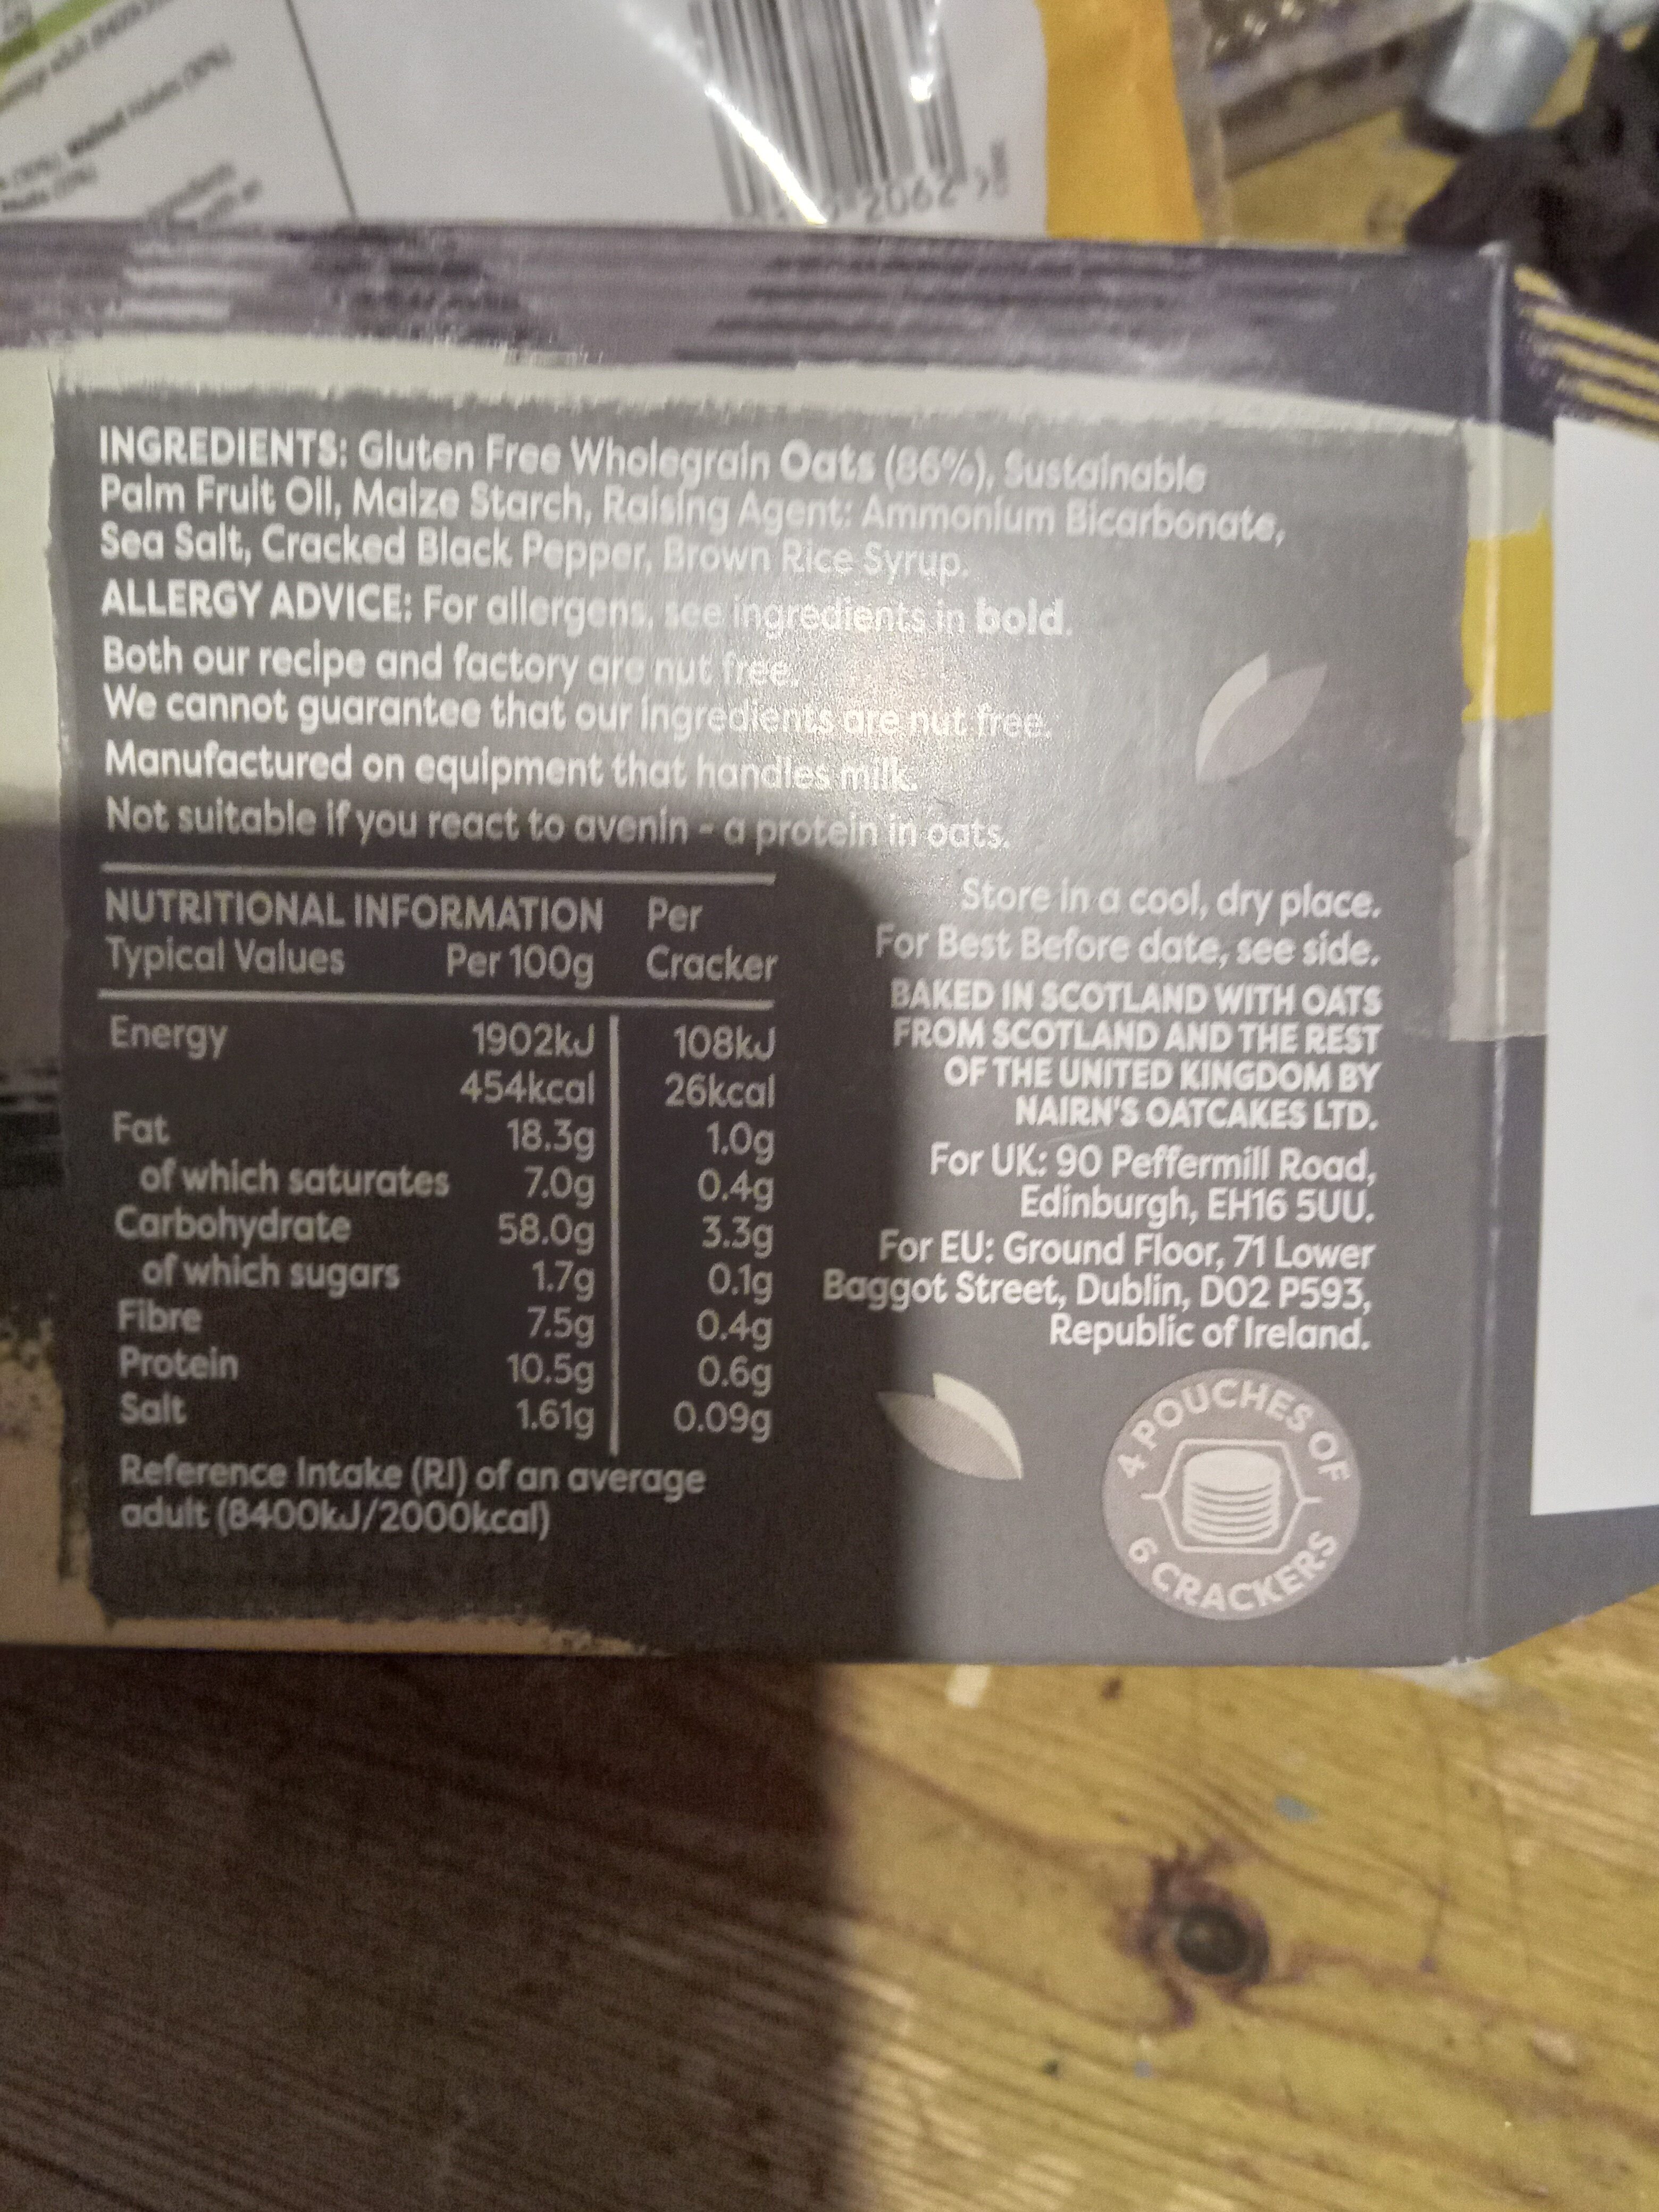 2062 >
INGREDIENTS: Gluten Free Wholegrain Oats (86%), Sustainable
Palm Fruit Oil, Maize Starch, Raising Agent: Ammonium Bicarbonate,
Sea Salt, Cracked Black Pepper, Brown Rice Syrup.
ALLERGY ADVICE: For allergens, see ingredients in bold.
Both our recipe and factory are nut free.
We cannot guarantee that our ingredients are nut free.
Manufactured on equipment that handles milk.
Not suitable if you react to avenin - a protein in oats.
NUTRITIONAL INFORMATION Per
Typical Values Per 100g Cracker
Energy 1902kJ 108kJ
454kcal 26kcal
Fat 18.3g 1.0g
of which saturates 7.0g 0.4g
Carbohydrate 58.0g 3.3g
of which sugars 1.7g 0.1g
Fibre 7.5g 0.4g
Protein 10.5g 0.6g
Salt 1.61g 0.09g
Reference Intake (RI) of an average
adult (8400kJ/2000kcal)
Store in a cool, dry place.
For Best Before date, see side.
BAKED IN SCOTLAND WITH OATS
FROM SCOTLAND AND THE REST
OF THE UNITED KINGDOM BY
NAIRN'S OATCAKES LTD.
For UK: 90 Peffermill Road,
Edinburgh, EH16 5UU.
For EU: Ground Floor, 71 Lower
Baggot Street, Dublin, D02 P593,
Republic of Ireland.
4 POUCHES OF
6 CRACKERS